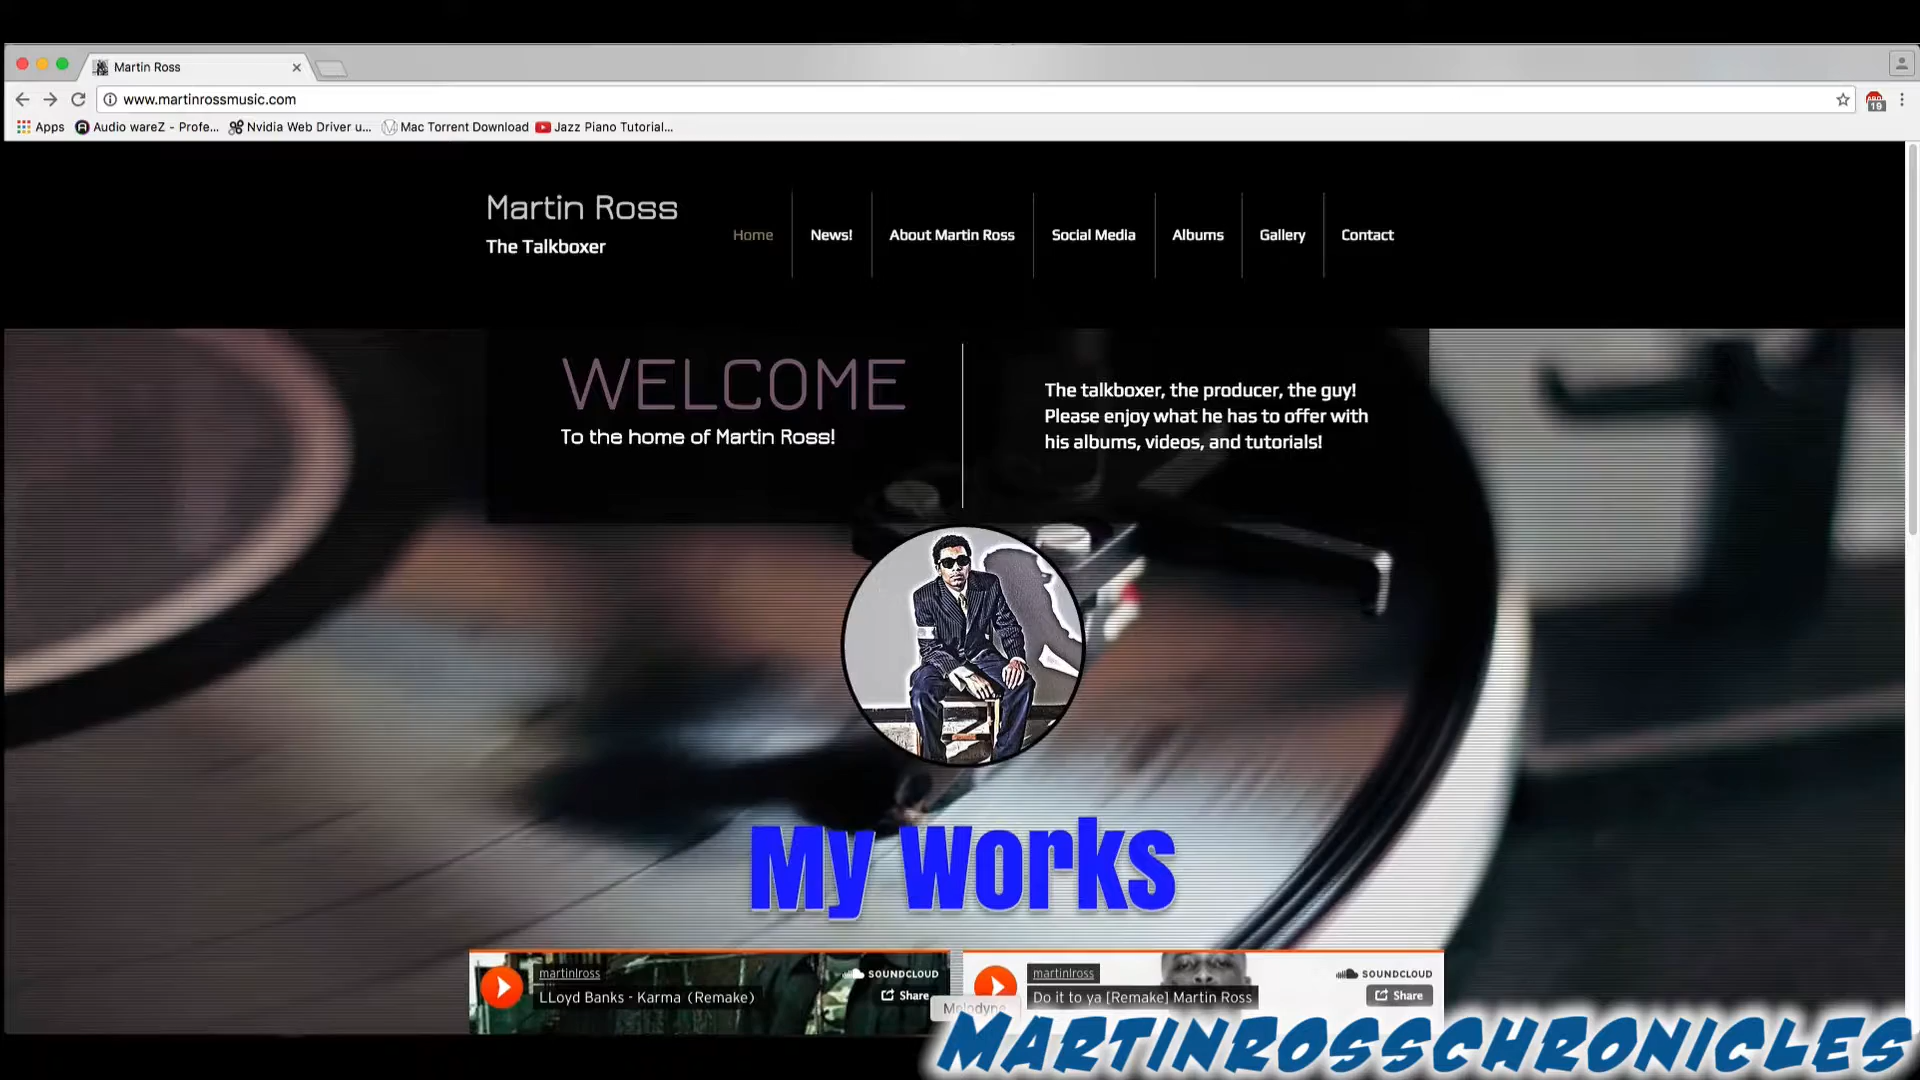 Martin Ross
www.martinrossmusic.com
ABP
19
Apps
Audio wareZ - Profe...
Nvidia Web Driver u...
Mac Torrent Download
Jazz Piano Tutorial...
Martin Ross
The Talkboxer
Home
News!
About Martin Ross
Social Media
Albums
Gallery
Contact
WELCOME
To the home of Martin Ross!
The talkboxer, the producer, the guy!
Please enjoy what he has to offer with
his albums, videos, and tutorials!
My Works
martinlross
LLoyd Banks - Karma (Remake)
SOUNDCLOUD
Share
martinlross
Do it to ya [Remake] Martin Ross
SOUNDCLOUD
Share
Melodyne
MARTINROSSCHRONICLES